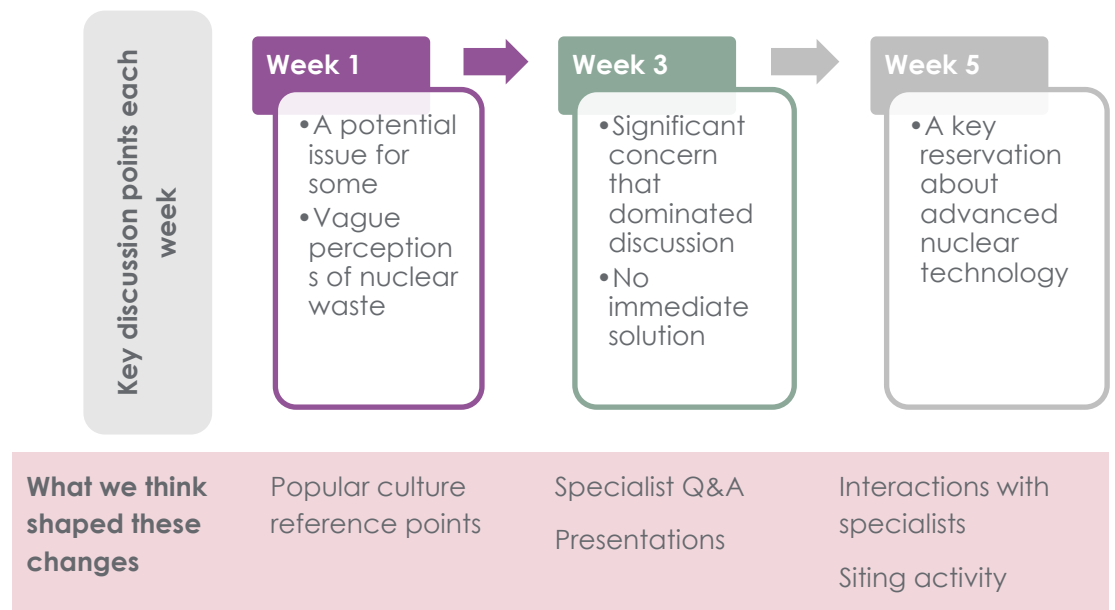 Key discussion points each
week
Week 1
•A potential
issue for
some
•Vague
perception
s of nuclear
waste
Week 3
•Significant
concern
that
dominated
discussion
•No
immediate
solution
Week 5
•A key
reservation
about
advanced
nuclear
technology
What we think
shaped these
changes
Popular culture
reference points
Specialist Q&A
Presentations
Interactions with
specialists
Siting activity